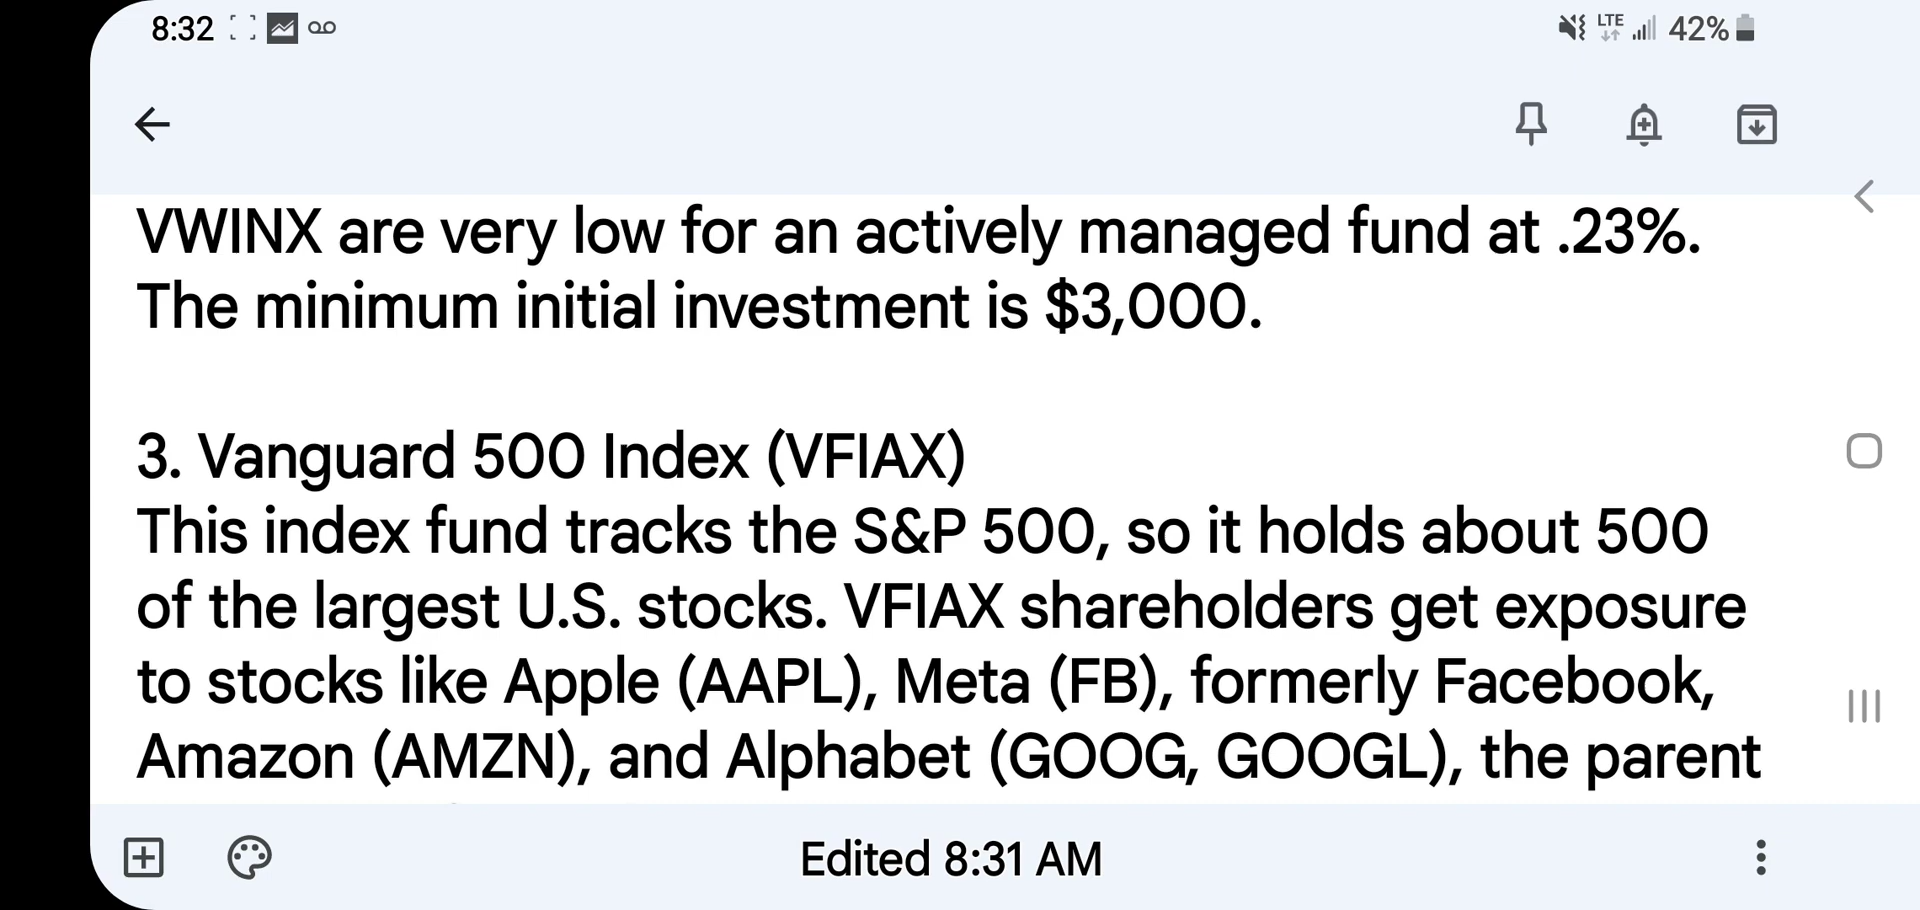 8:32 LTE 42%
VWINX are very low for an actively managed fund at .23%.
The minimum initial investment is $3,000.
3. Vanguard 500 Index (VFIAX)
This index fund tracks the S&P 500, so it holds about 500
of the largest U.S. stocks. VFIAX shareholders get exposure
to stocks like Apple (AAPL), Meta (FB), formerly Facebook,
Amazon (AMZN), and Alphabet (GOOG, GOOGL), the parent
Edited 8:31 AM